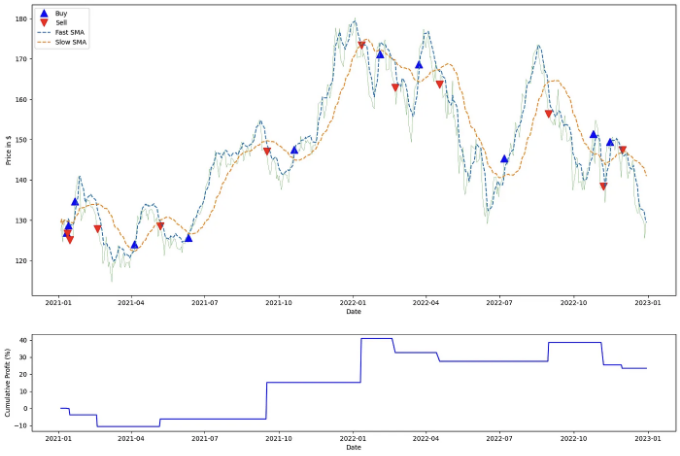 Buy
Sell
Fast SMA
Slow SMA
Price in $
180
170
160
150
140
130
120
2021-01 2021-04 2021-07 2021-10 2022-01 2022-04 2022-07 2022-10 2023-01
Date
Cumulative Profit (%)
40
30
20
10
0
−10
2021-01 2021-04 2021-07 2021-10 2022-01 2022-04 2022-07 2022-10 2023-01
Date